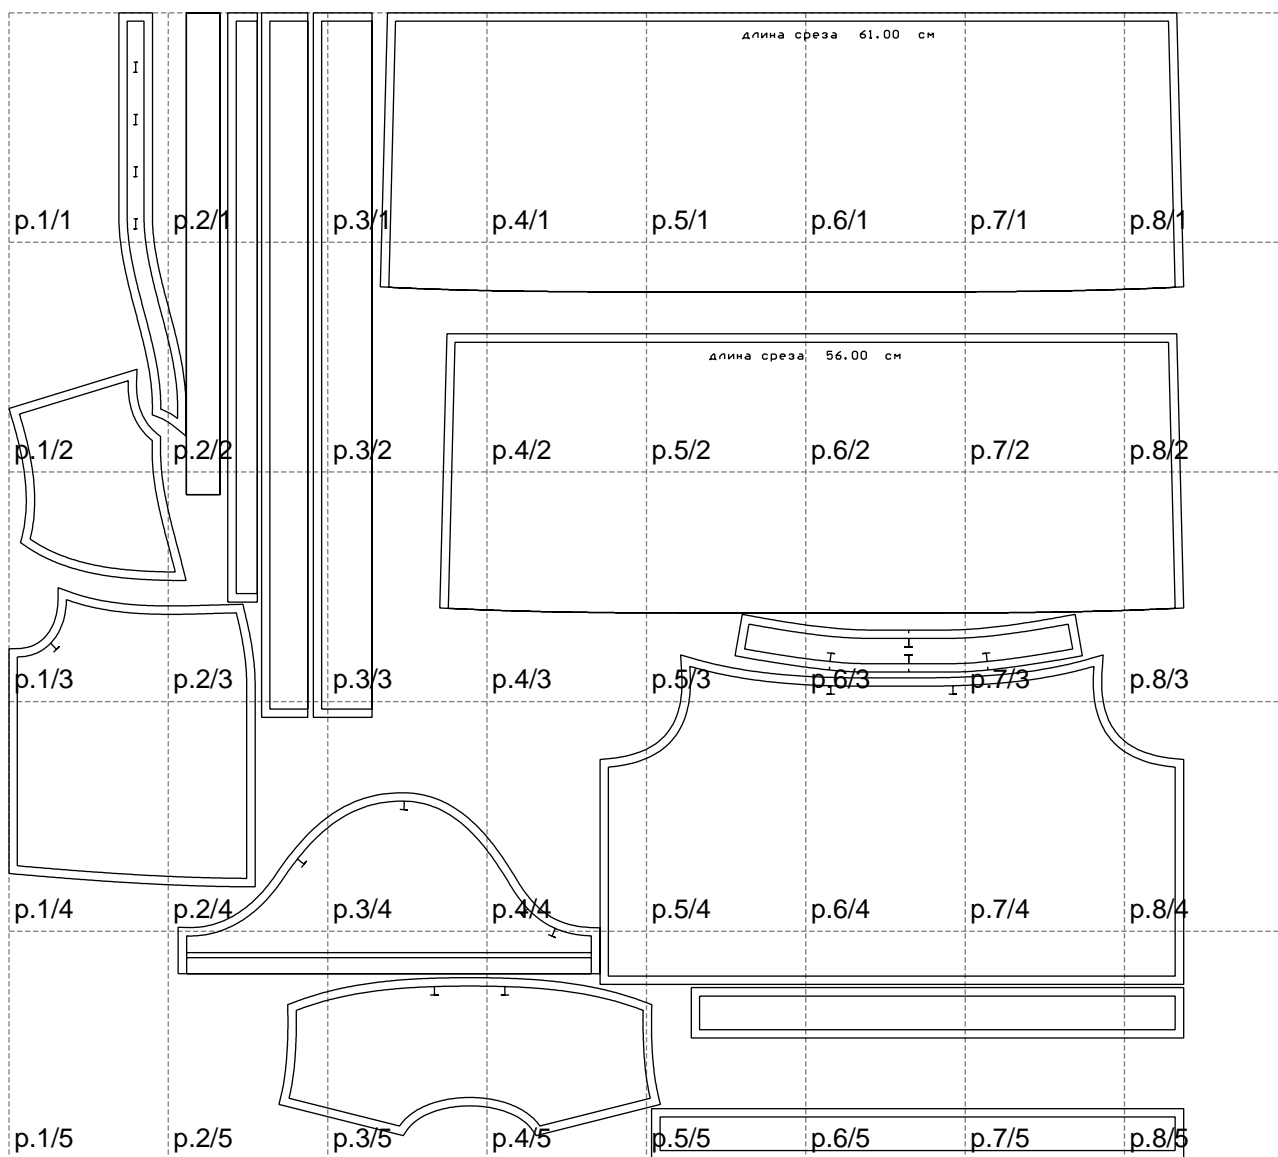 длина среза 61.00 см
p.1/1 p.2/1 p.3/1 p.4/1 p.5/1 p.6/1 p.7/1 p.8/1
длина среза 56.00 см
p.1/2 p.2/2 p.3/2 p.4/2 p.5/2 p.6/2 p.7/2 p.8/2
p.1/3 p.2/3 p.3/3 p.4/3 p.5/3 p.6/3 p.7/3 p.8/3
p.1/4 p.2/4 p.3/4 p.4/4 p.5/4 p.6/4 p.7/4 p.8/4
p.1/5 p.2/5 p.3/5 p.4/5 p.5/5 p.6/5 p.7/5 p.8/5